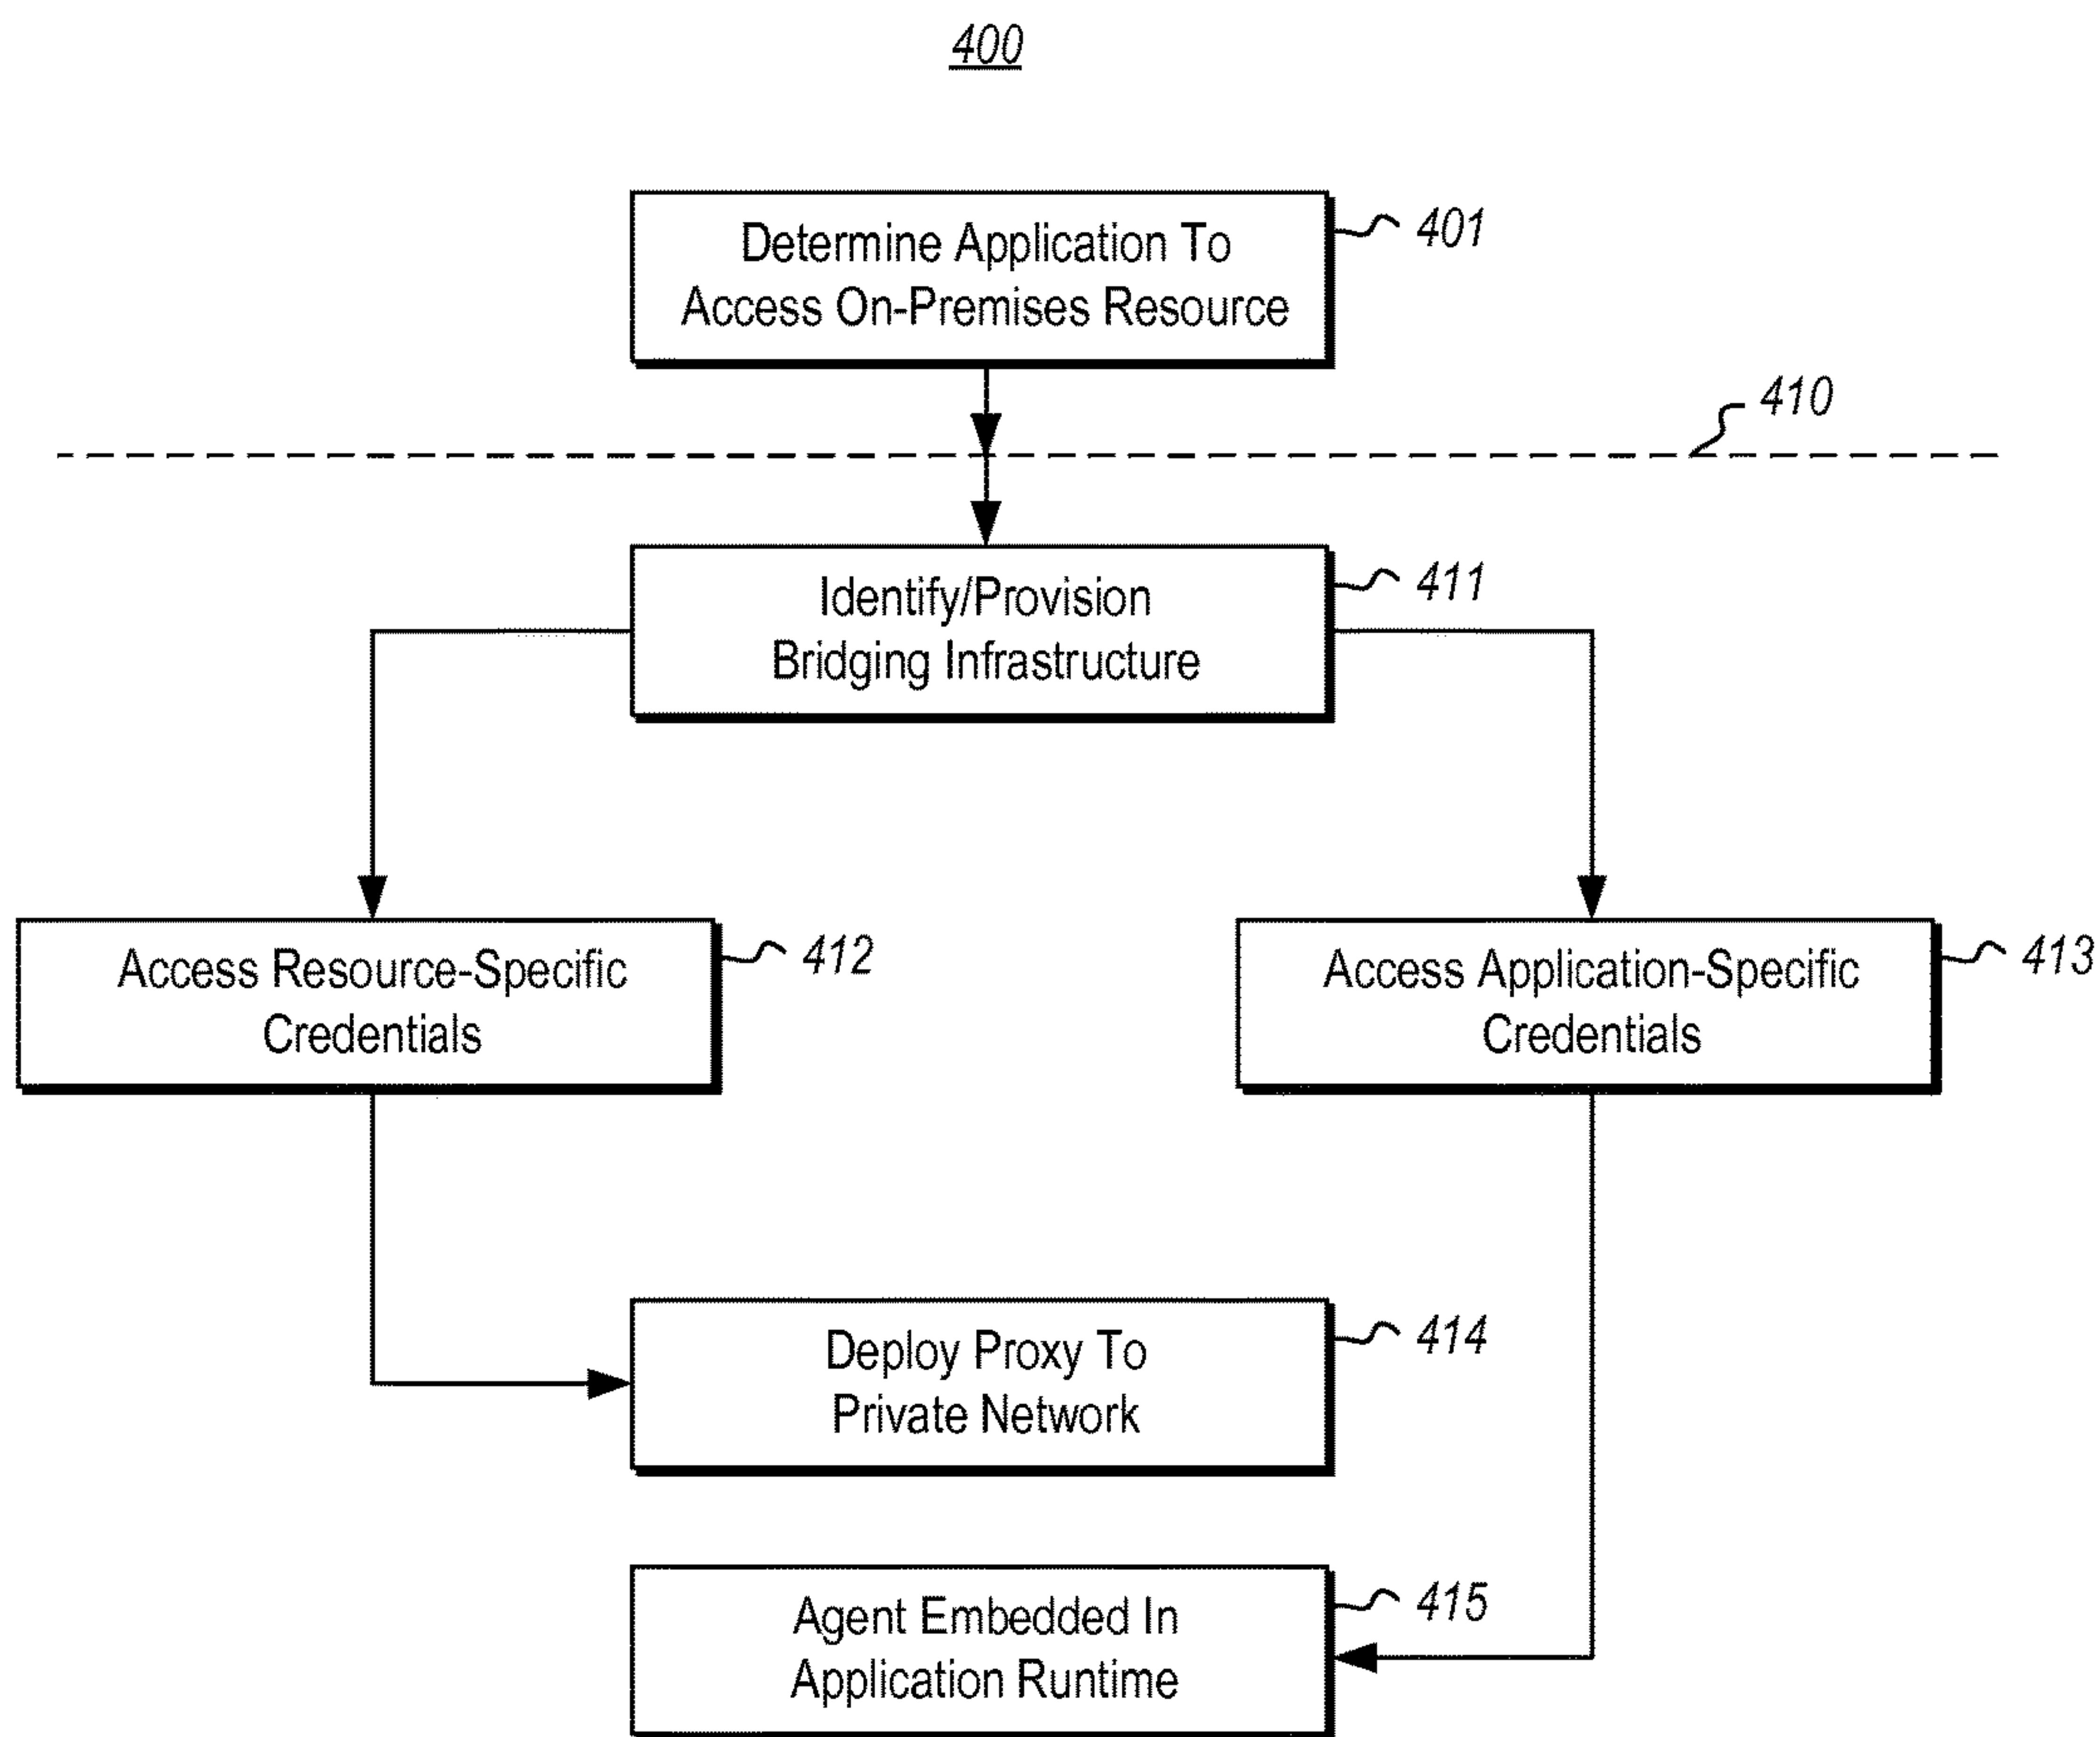 400
Determine Application To
Access On-Premises Resource
401
410
Identify/Provision
Bridging Infrastructure
411
Access Resource-Specific
Credentials
412
Access Application-Specific
Credentials
413
Deploy Proxy To
Private Network
414
Agent Embedded In
Application Runtime
415